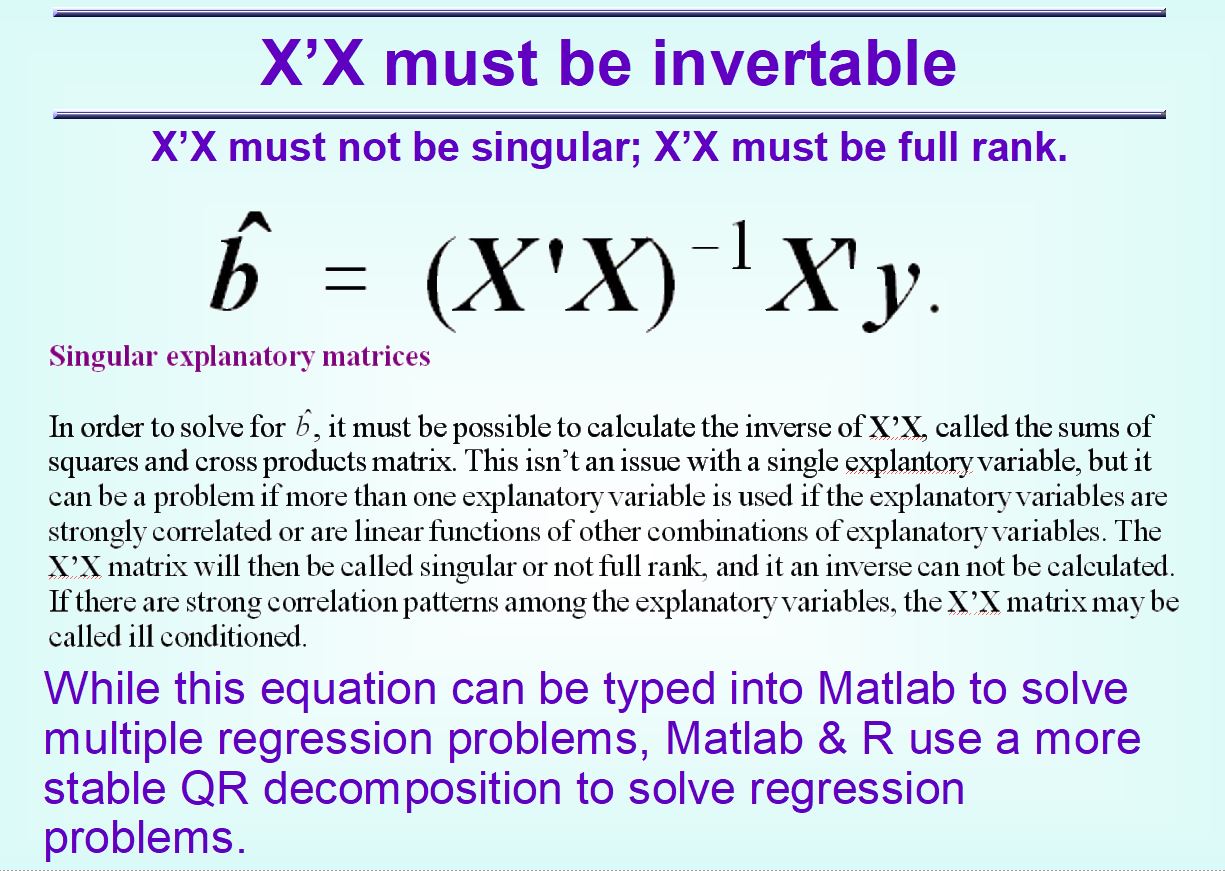 X’X must be invertable
X’X must not be singular; X’X must be full rank.
b̂ = (X'X)⁻¹ X'y.
Singular explanatory matrices
In order to solve for b̂, it must be possible to calculate the inverse of X’X, called the sums of
squares and cross products matrix. This isn’t an issue with a single explantory variable, but it
can be a problem if more than one explanatory variable is used if the explanatory variables are
strongly correlated or are linear functions of other combinations of explanatory variables. The
X’X matrix will then be called singular or not full rank, and it an inverse can not be calculated.
If there are strong correlation patterns among the explanatory variables, the X’X matrix may be
called ill conditioned.
While this equation can be typed into Matlab to solve
multiple regression problems, Matlab & R use a more
stable QR decomposition to solve regression
problems.